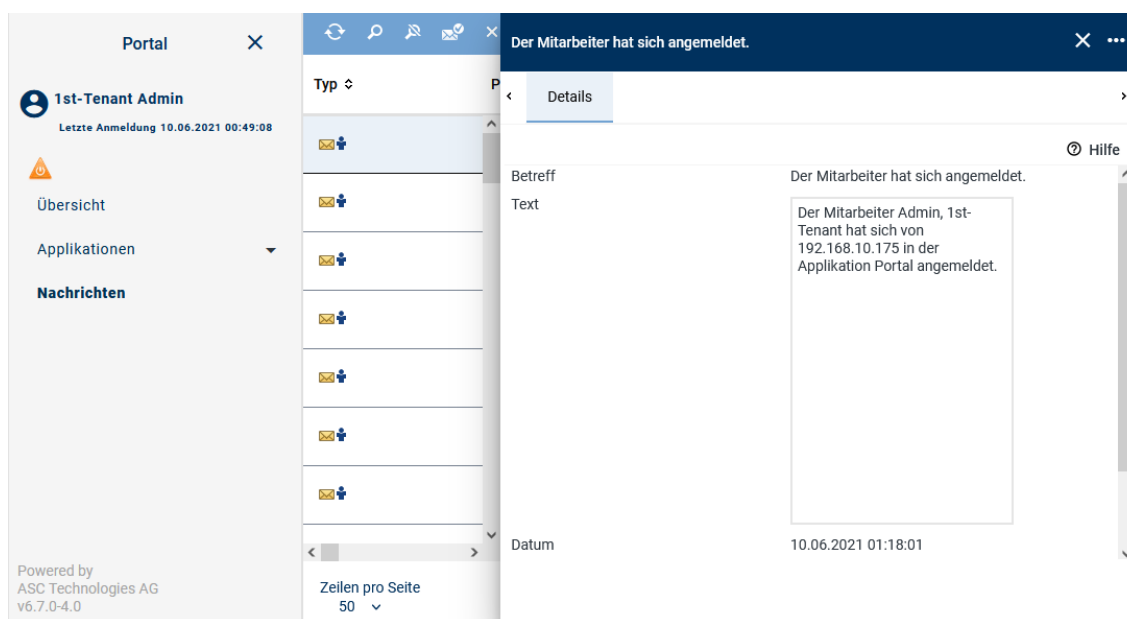 Portal
1st-Tenant Admin
Letzte Anmeldung 10.06.2021 00:49:08
Übersicht
Applikationen
Nachrichten
Powered by
ASC Technologies AG
v6.7.0-4.0
Typ
P
Zeilen pro Seite
50
Der Mitarbeiter hat sich angemeldet.
Details
Hilfe
Betreff
Der Mitarbeiter hat sich angemeldet.
Text
Der Mitarbeiter Admin, 1st-
Tenant hat sich von
192.168.10.175 in der
Applikation Portal angemeldet.
Datum
10.06.2021 01:18:01